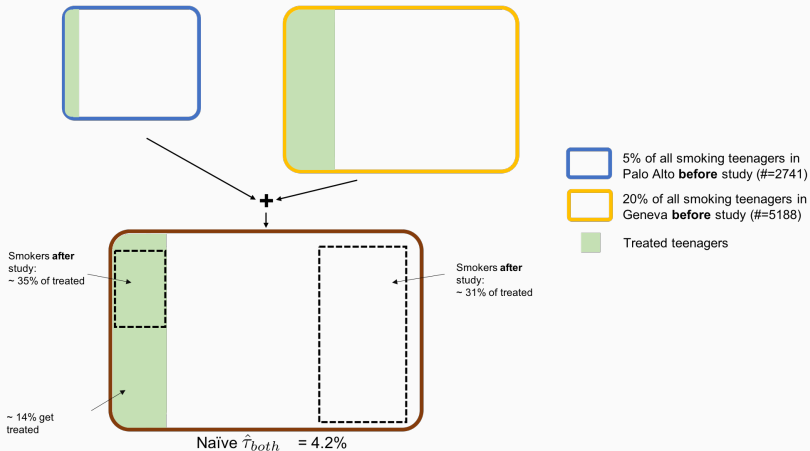 5% of all smoking teenagers in
Palo Alto before study (#=2741)
20% of all smoking teenagers in
Geneva before study (#=5188)
Treated teenagers
+
Smokers after
study:
~ 35% of treated
Smokers after
study:
~ 31% of treated
~ 14% get
treated
Naïve τ̂_both = 4.2%